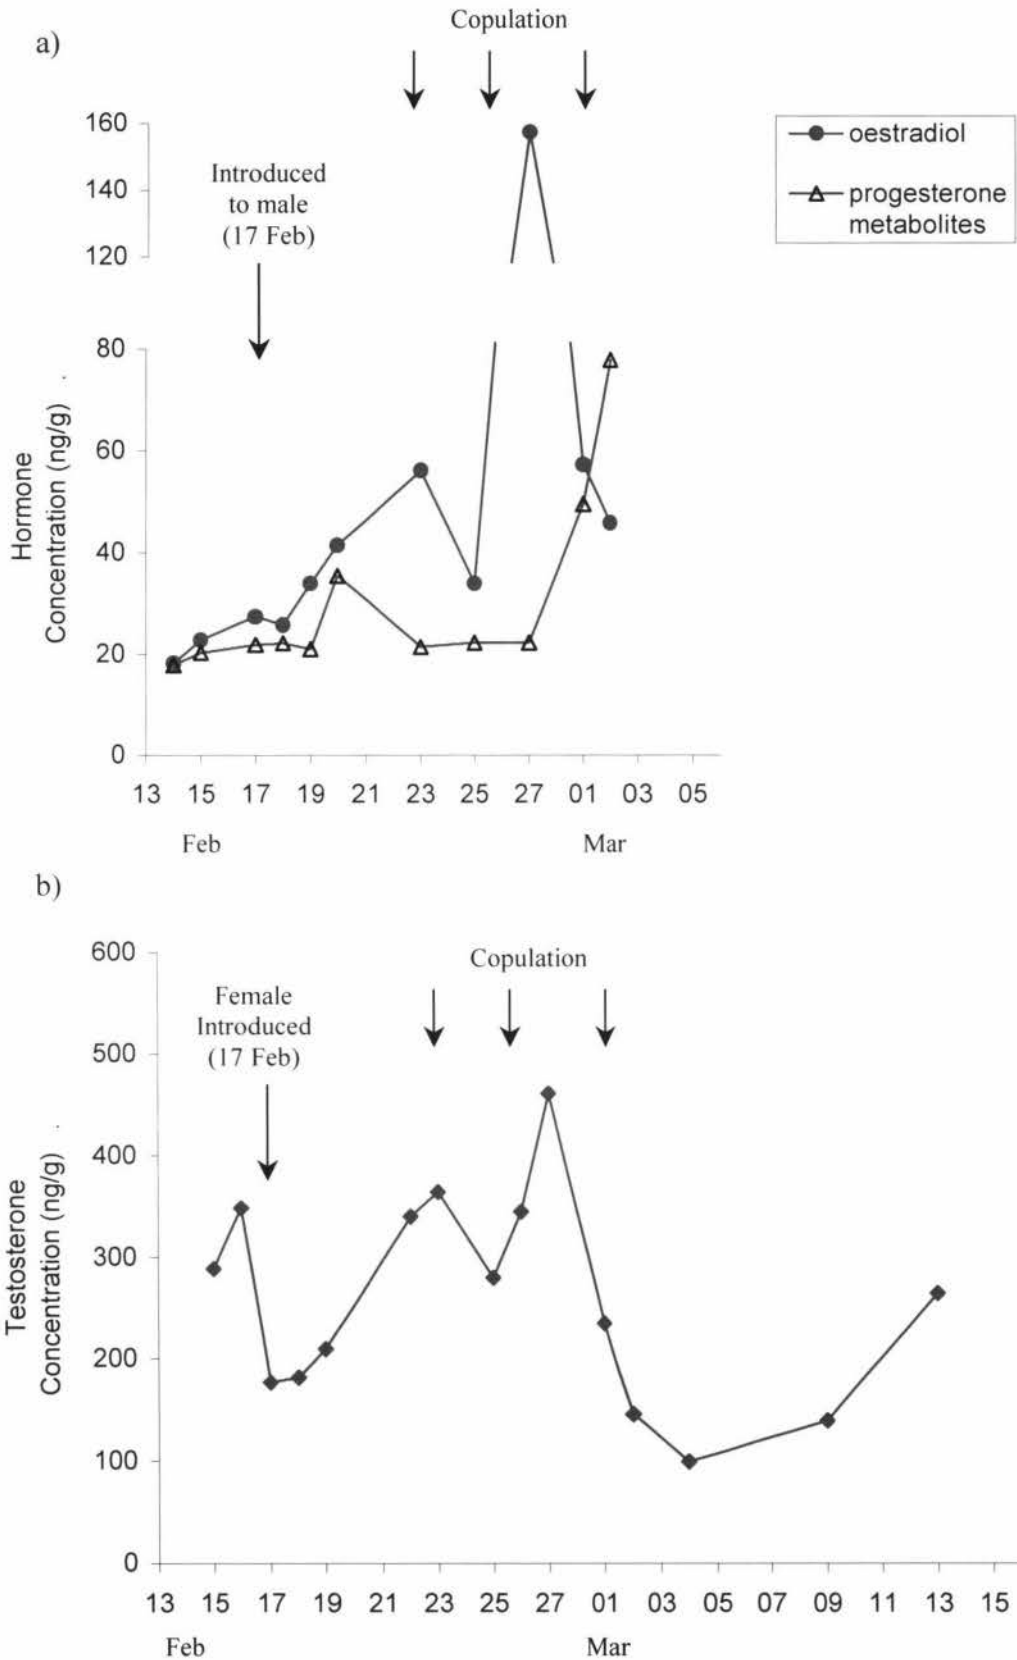 a)
Copulation
Introduced
to male
(17 Feb)
oestradiol
progesterone
metabolites
160
140
120
80
60
40
20
0
Hormone
Concentration (ng/g)
13 15 17 19 21 23 25 27 01 03 05
Feb Mar
b)
Copulation
Female
Introduced
(17 Feb)
600
500
400
300
200
100
0
Testosterone
Concentration (ng/g)
13 15 17 19 21 23 25 27 01 03 05 07 09 11 13 15
Feb Mar